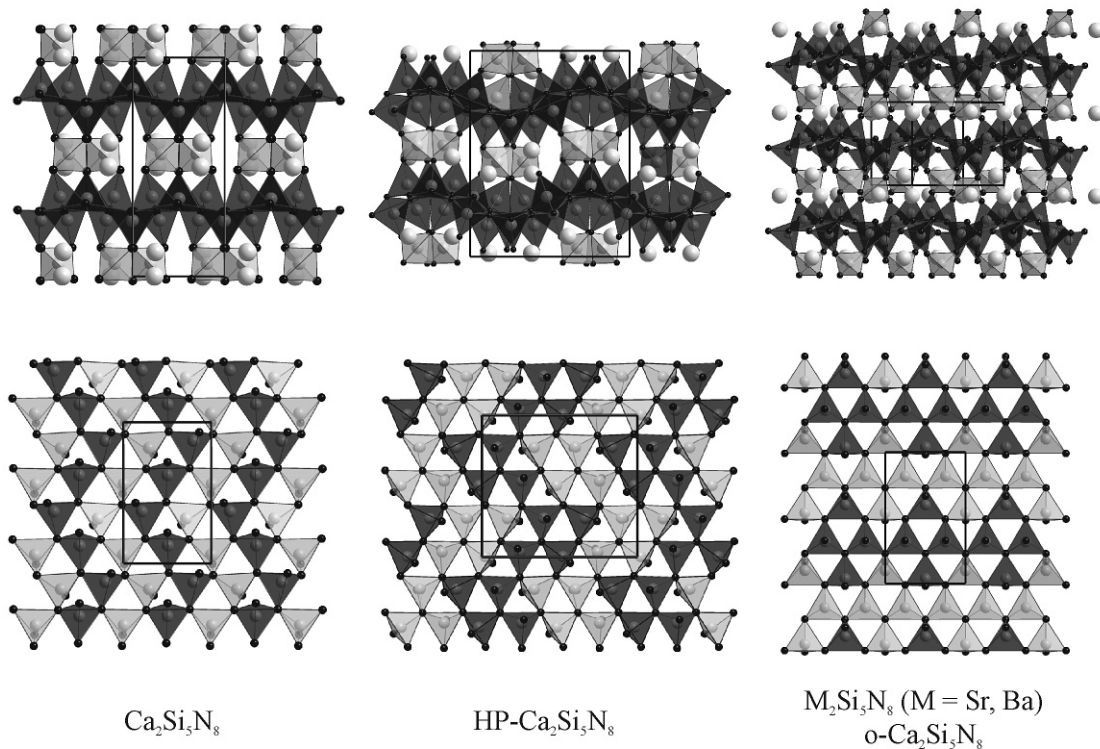 Ca₂Si₅N₈
HP-Ca₂Si₅N₈
M₂Si₅N₈ (M = Sr, Ba)
o-Ca₂Si₅N₈